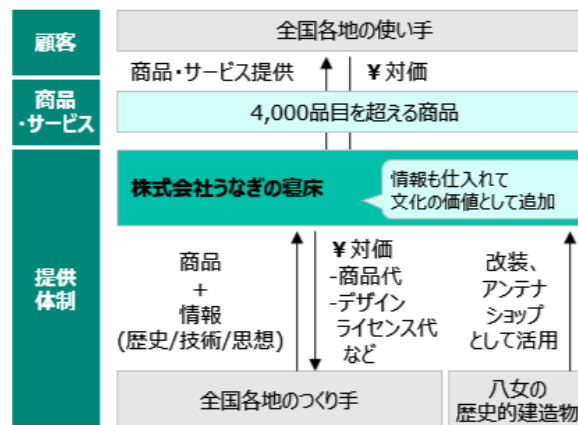 顧客
全国各地の使い手
商品・サービス提供
¥ 対価
商品
・サービス
4,000品目を超える商品
提供
体制
株式会社うなぎの寝床
情報も仕入れて
文化の価値として追加
商品
+
情報
(歴史/技術/思想)
¥ 対価
-商品代
-デザイン
ライセンス代
など
改装、
アンテナ
ショップ
として活用
全国各地のつくり手
八女の
歴史的建造物